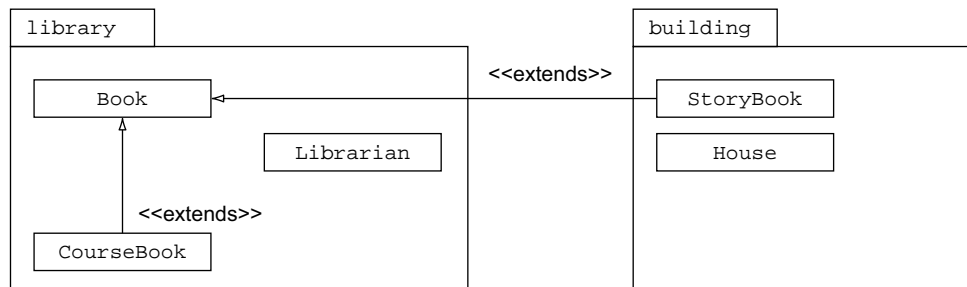 library
building
<<extends>>
Book
StoryBook
Librarian
House
<<extends>>
CourseBook